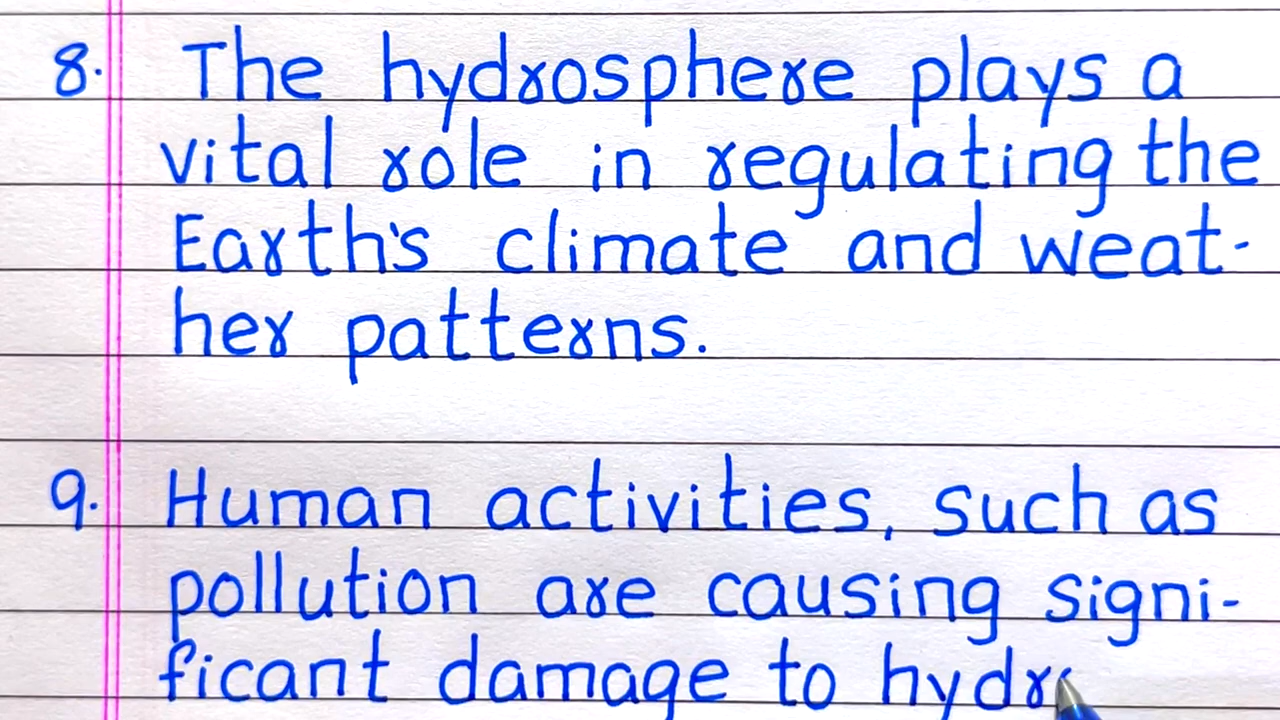 8. The hydrosphere plays a
vital role in regulating the
Earth's climate and weat-
her patterns.
9. Human activities, such as
pollution are causing signi-
ficant damage to hydr